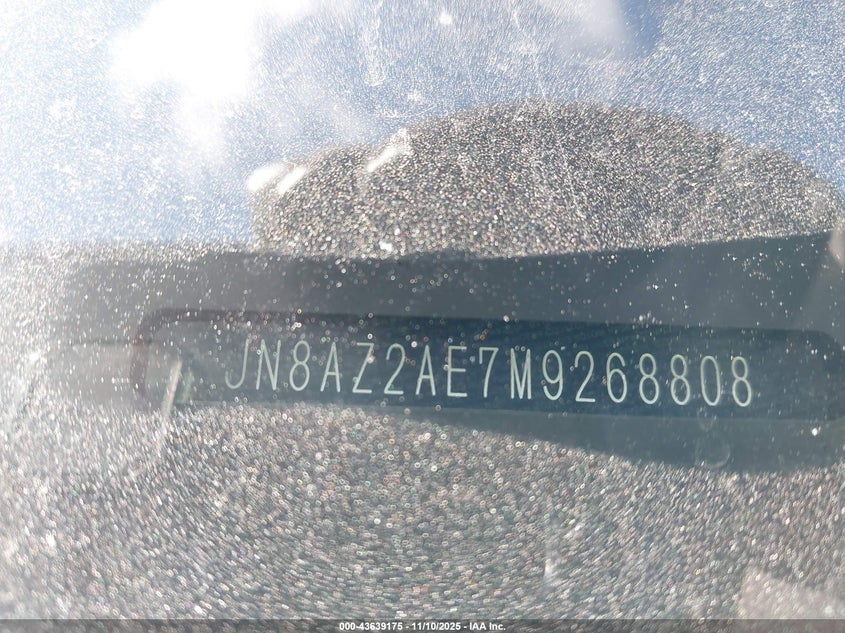 JN8AZ2AE7M9268808
000-43639175 — 11/10/2025 — IAA Inc.